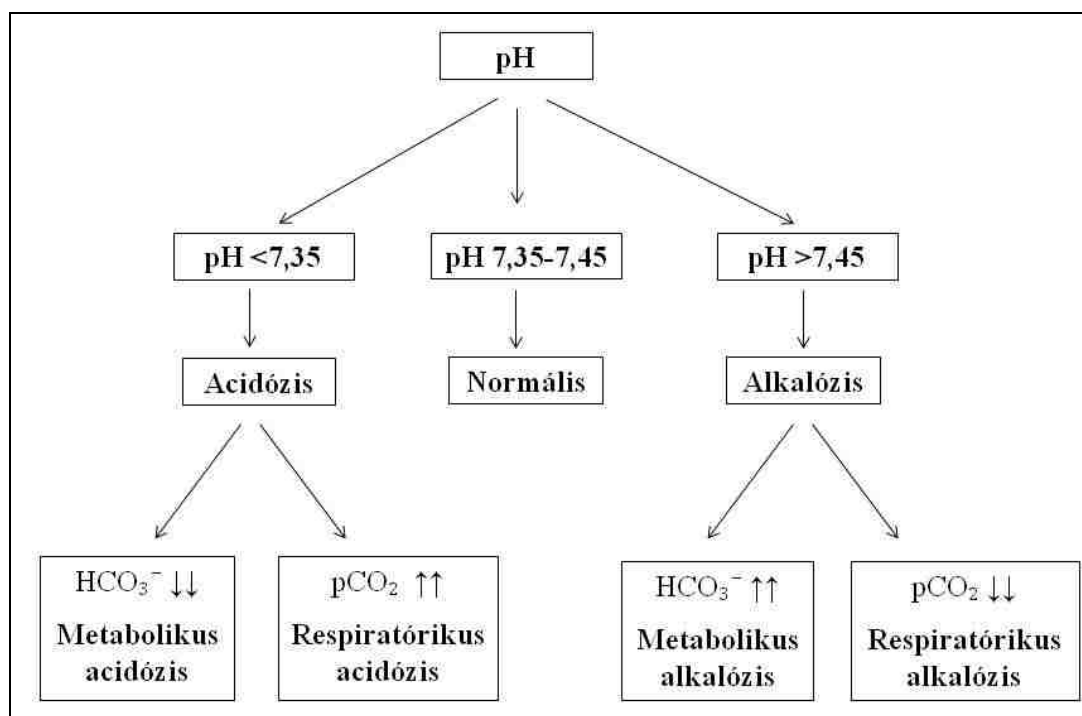 pH
pH <7,35
pH 7,35-7,45
pH >7,45
Acidózis
Normális
Alkalózis
HCO₃⁻ ↓↓
Metabolikus
acidózis
pCO₂ ↑↑
Respiratórikus
acidózis
HCO₃⁻ ↑↑
Metabolikus
alkalózis
pCO₂ ↓↓
Respiratórikus
alkalózis